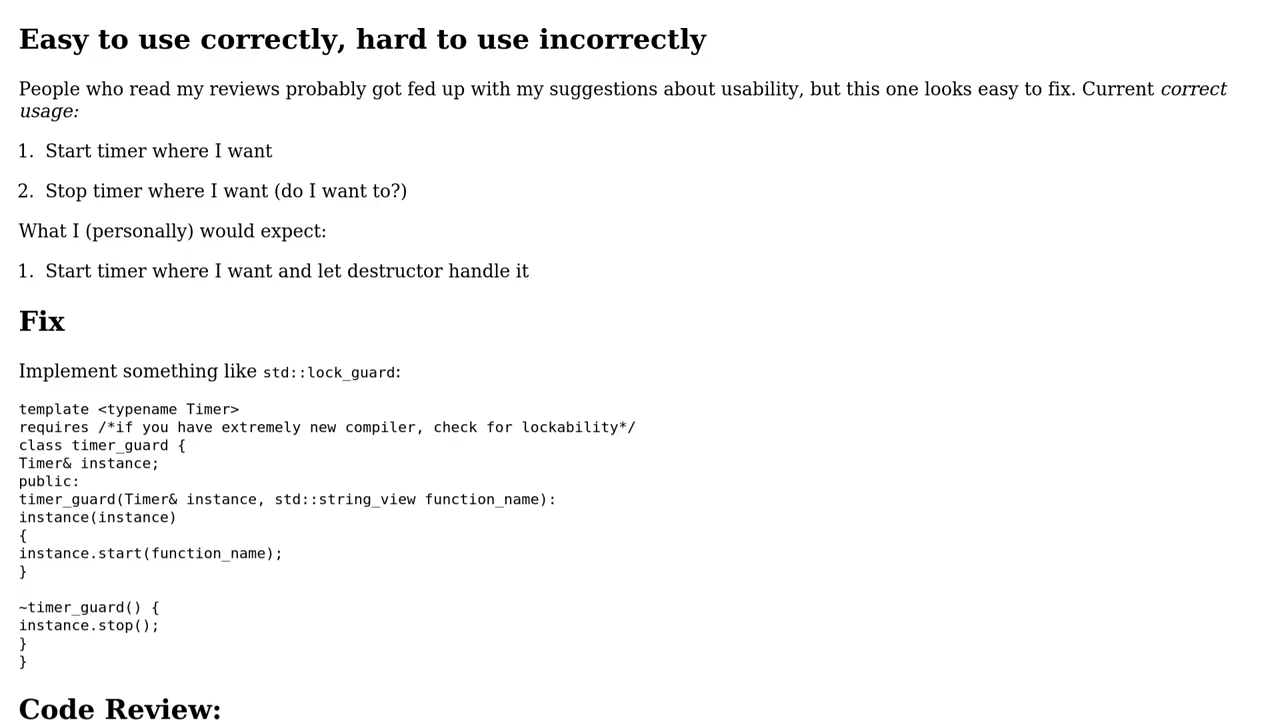 Easy to use correctly, hard to use incorrectly
People who read my reviews probably got fed up with my suggestions about usability, but this one looks easy to fix. Current correct
usage:
1. Start timer where I want
2. Stop timer where I want (do I want to?)
What I (personally) would expect:
1. Start timer where I want and let destructor handle it
Fix
Implement something like std::lock_guard:
template <typename Timer>
requires /*if you have extremely new compiler, check for lockability*/
class timer_guard {
Timer& instance;
public:
timer_guard(Timer& instance, std::string_view function_name):
instance(instance)
{
instance.start(function_name);
}
~timer_guard() {
instance.stop();
}
}
Code Review: